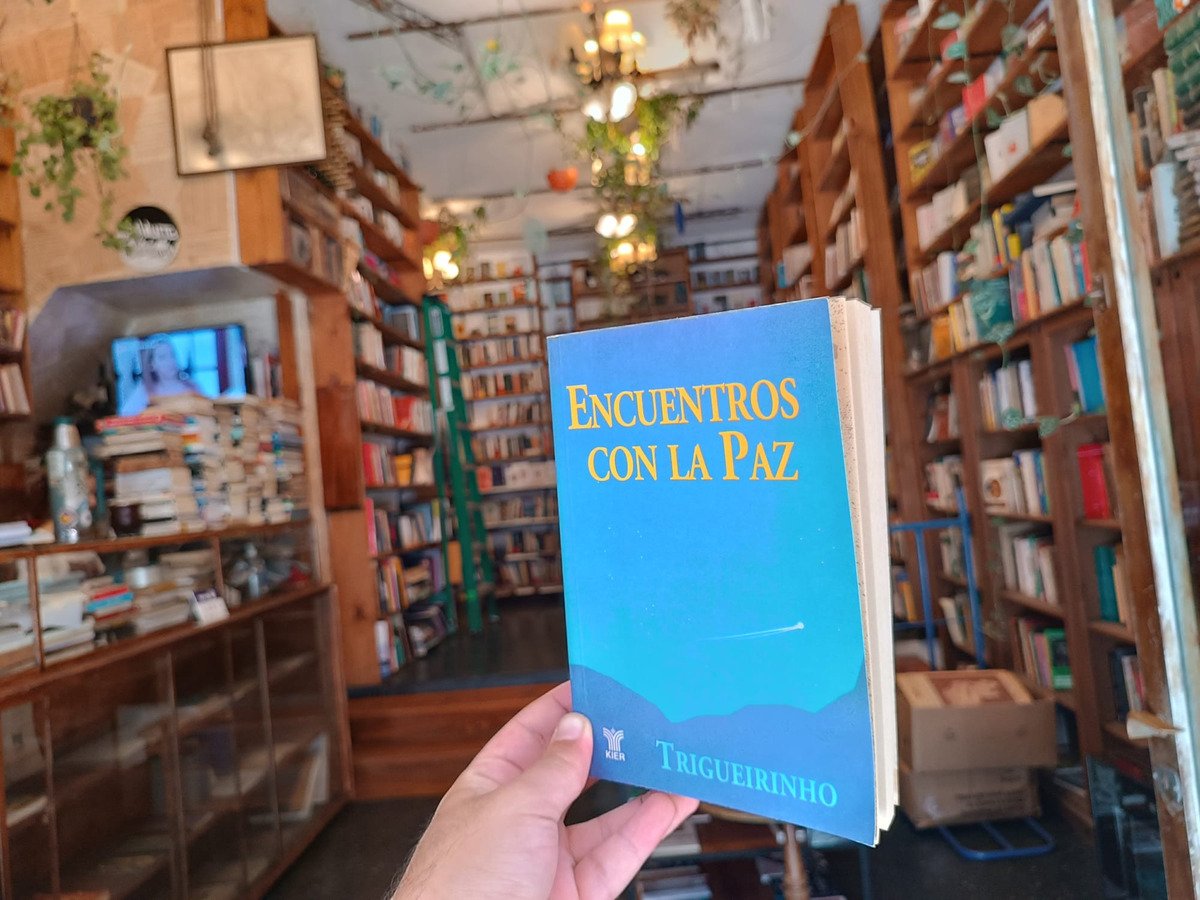 ENCUENTROS
CON LA PAZ
KIER
TRIGUEIRINHO